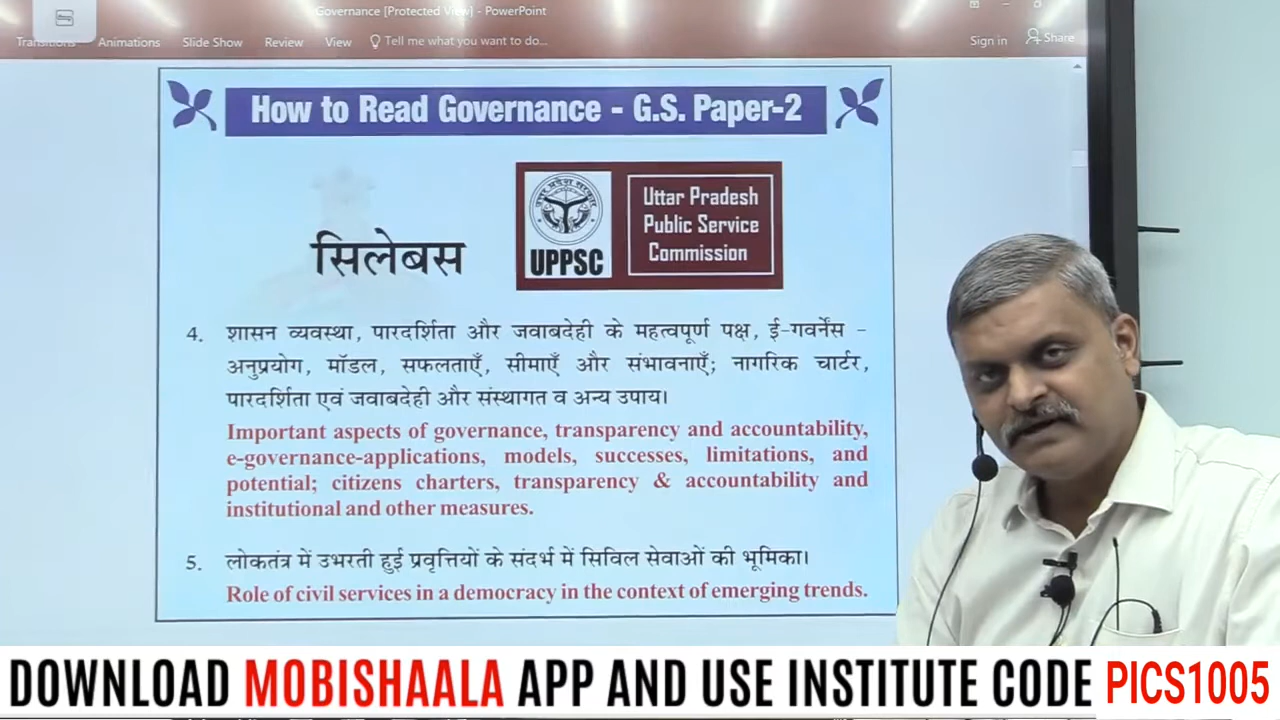 Governance [Protected View] - PowerPoint
Transitions Animations Slide Show Review View Tell me what you want to do... Sign in Share
How to Read Governance - G.S. Paper-2
सिलेबस
उत्तर प्रदेश सरकार
UPPSC
Uttar Pradesh
Public Service
Commission
4. शासन व्यवस्था, पारदर्शिता और जवाबदेही के महत्वपूर्ण पक्ष, ई-गवर्नेंस -
अनुप्रयोग, मॉडल, सफलताएँ, सीमाएँ और संभावनाएँ; नागरिक चार्टर,
पारदर्शिता एवं जवाबदेही और संस्थागत व अन्य उपाय।
Important aspects of governance, transparency and accountability,
e-governance-applications, models, successes, limitations, and
potential; citizens charters, transparency & accountability and
institutional and other measures.
5. लोकतंत्र में उभरती हुई प्रवृत्तियों के संदर्भ में सिविल सेवाओं की भूमिका।
Role of civil services in a democracy in the context of emerging trends.
DOWNLOAD MOBISHAALA APP AND USE INSTITUTE CODE PICS1005